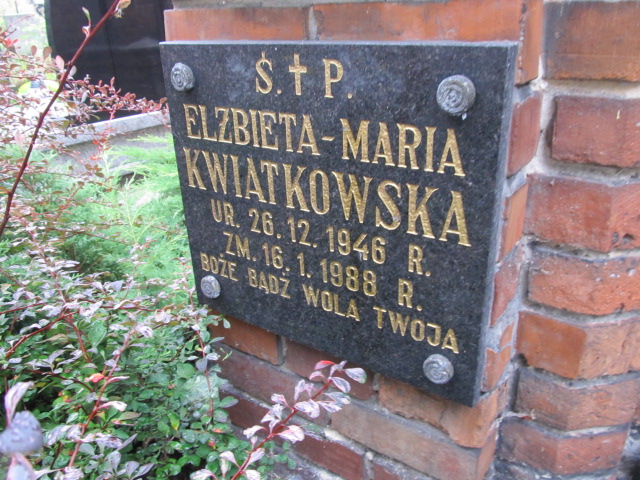 Ś.†P.
ELŻBIETA-MARIA
KWIATKOWSKA
UR. 26. 12. 1946 R.
ZM. 16. 1. 1988 R.
BOŻE BĄDŹ WOLA TWOJA